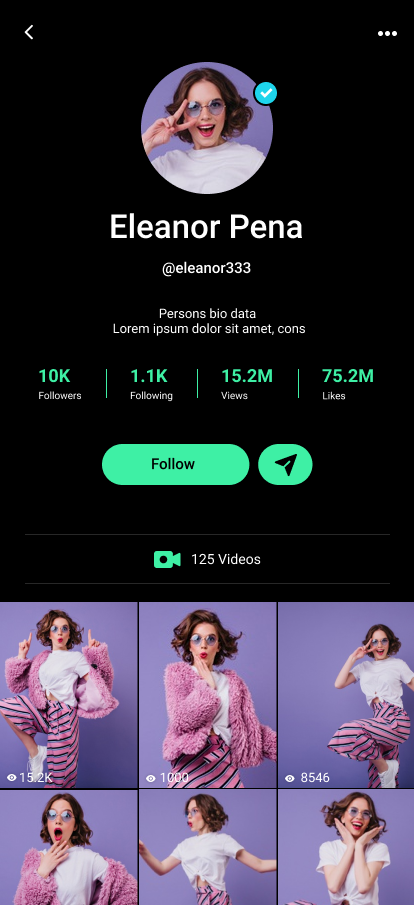 Eleanor Pena
@eleanor333
Persons bio data
Lorem ipsum dolor sit amet, cons
10K
Followers
1.1K
Following
15.2M
Views
75.2M
Likes
Follow
125 Videos
15.2K
1000
8546